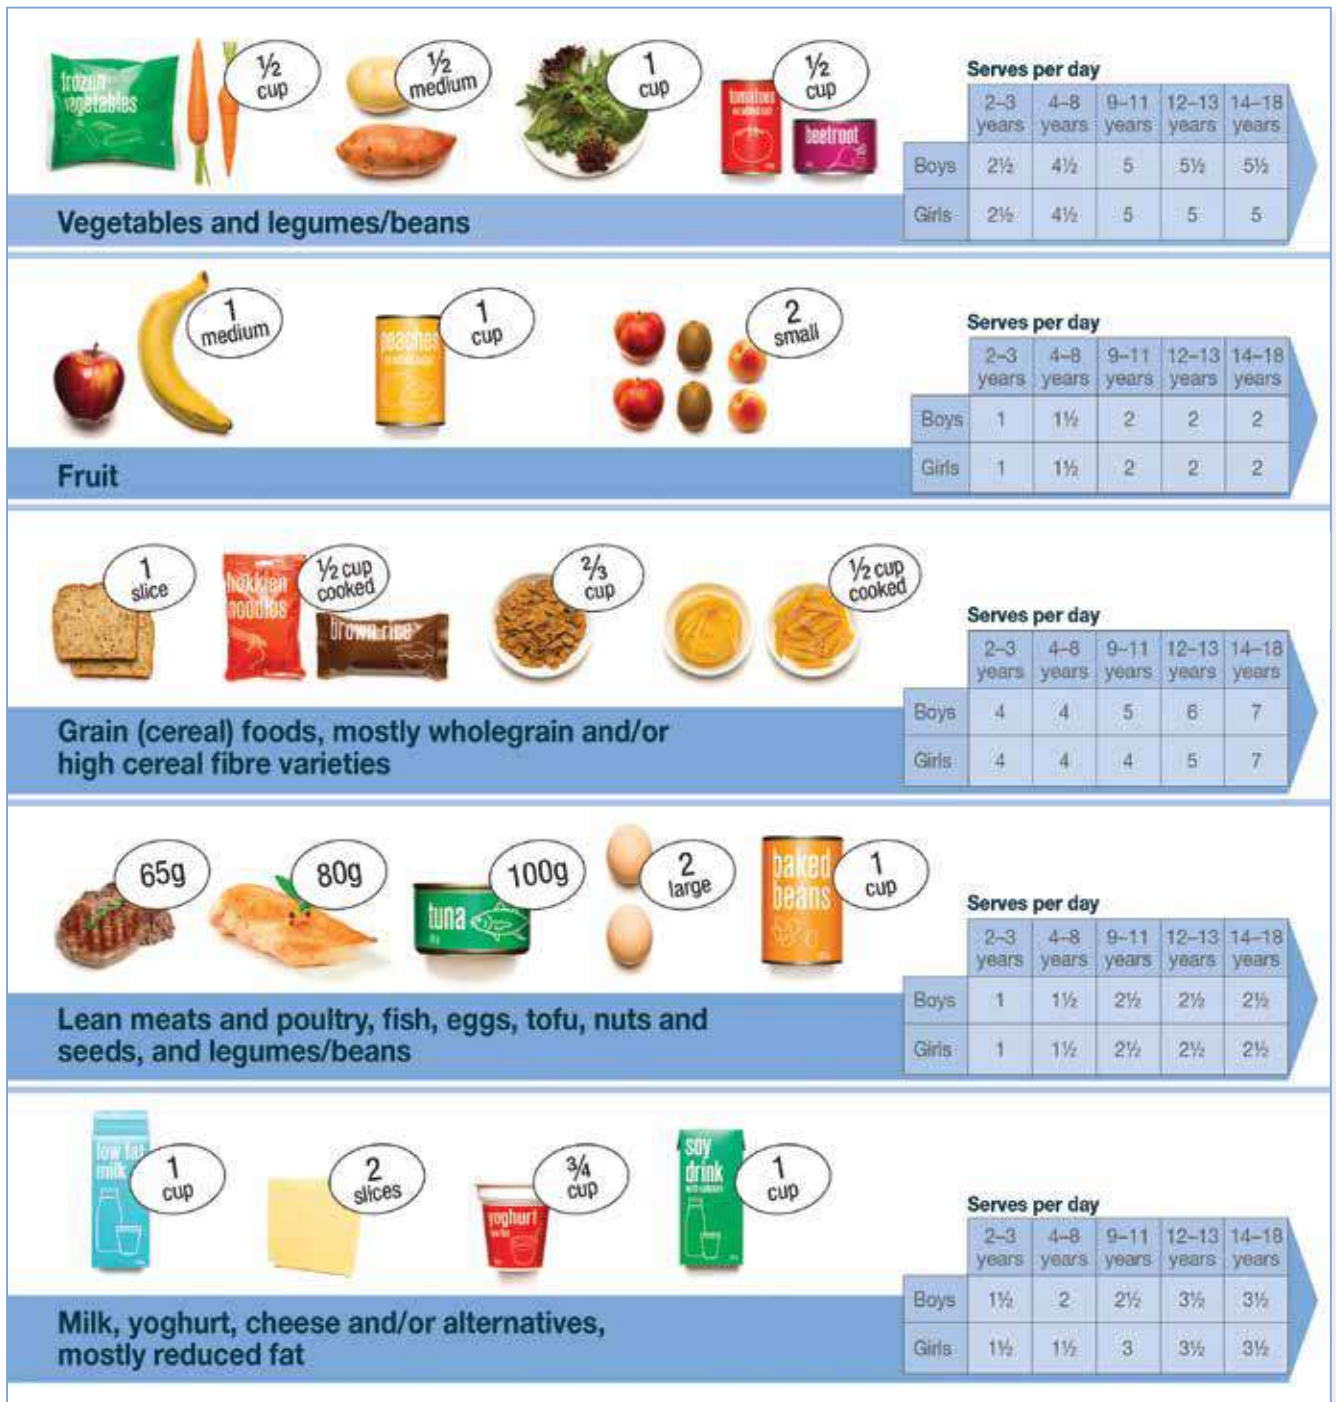 frozen
vegetables
½
cup
½
medium
1
cup
tomatoes
beetroot
½
cup
Vegetables and legumes/beans
Serves per day
2–3 years 4–8 years 9–11 years 12–13 years 14–18 years
Boys 2½ 4½ 5 5½ 5½
Girls 2½ 4½ 5 5 5
1
medium
peaches
1
cup
2
small
Fruit
Serves per day
2–3 years 4–8 years 9–11 years 12–13 years 14–18 years
Boys 1 1½ 2 2 2
Girls 1 1½ 2 2 2
1
slice
hokkien
noodles
½ cup
cooked
brown rice
⅔
cup
½ cup
cooked
Grain (cereal) foods, mostly wholegrain and/or
high cereal fibre varieties
Serves per day
2–3 years 4–8 years 9–11 years 12–13 years 14–18 years
Boys 4 4 5 6 7
Girls 4 4 4 5 7
65g
80g
tuna
100g
2
large
baked
beans
1
cup
Lean meats and poultry, fish, eggs, tofu, nuts and
seeds, and legumes/beans
Serves per day
2–3 years 4–8 years 9–11 years 12–13 years 14–18 years
Boys 1 1½ 2½ 2½ 2½
Girls 1 1½ 2½ 2½ 2½
low fat
milk
1
cup
2
slices
yoghurt
low fat
¾
cup
soy
drink
1
cup
Milk, yoghurt, cheese and/or alternatives,
mostly reduced fat
Serves per day
2–3 years 4–8 years 9–11 years 12–13 years 14–18 years
Boys 1½ 2 2½ 3½ 3½
Girls 1½ 1½ 3 3½ 3½